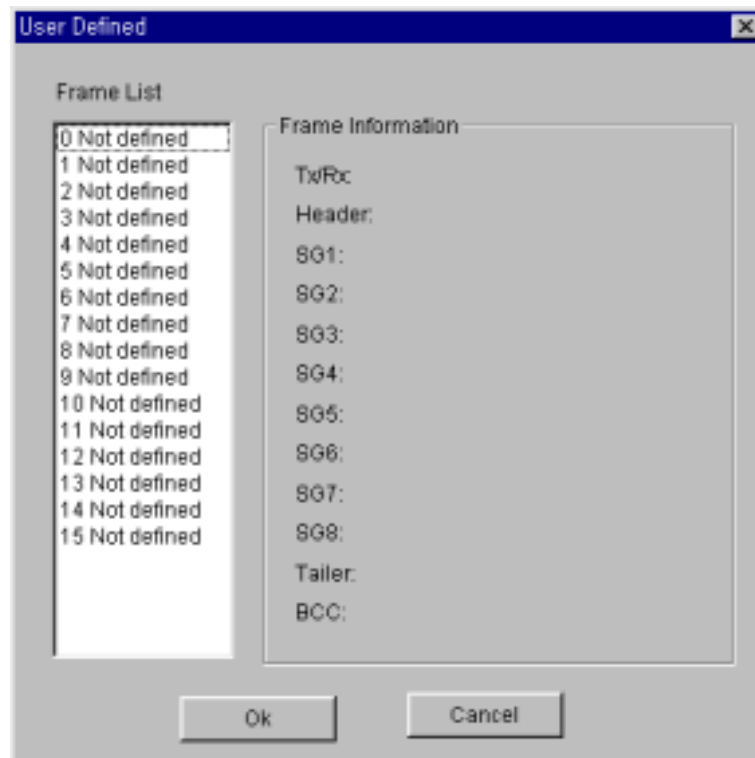 User Defined
Frame List
0 Not defined
1 Not defined
2 Not defined
3 Not defined
4 Not defined
5 Not defined
6 Not defined
7 Not defined
8 Not defined
9 Not defined
10 Not defined
11 Not defined
12 Not defined
13 Not defined
14 Not defined
15 Not defined
Frame Information
Tx/Rx:
Header:
SG1:
SG2:
SG3:
SG4:
SG5:
SG6:
SG7:
SG8:
Tailer:
BCC:
Ok
Cancel